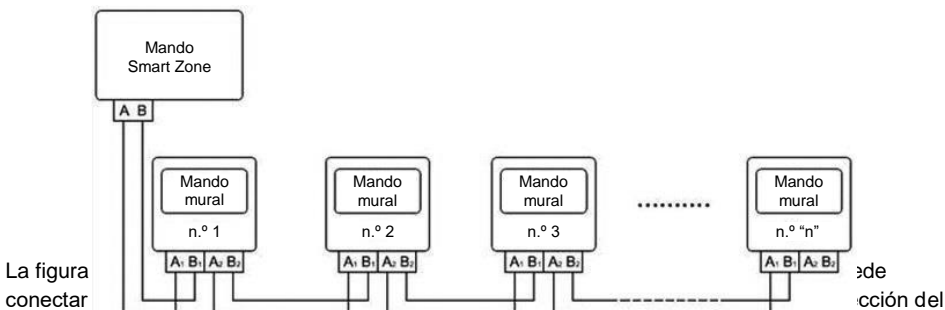 Mando
Smart Zone
A B
Mando
mural
n.º 1
A₁ B₁ A₂ B₂
Mando
mural
n.º 2
A₁ B₁ A₂ B₂
Mando
mural
n.º 3
A₁ B₁ A₂ B₂
Mando
mural
n.º “n”
A₁ B₁ A₂ B₂
La figura ede
conectar ección del